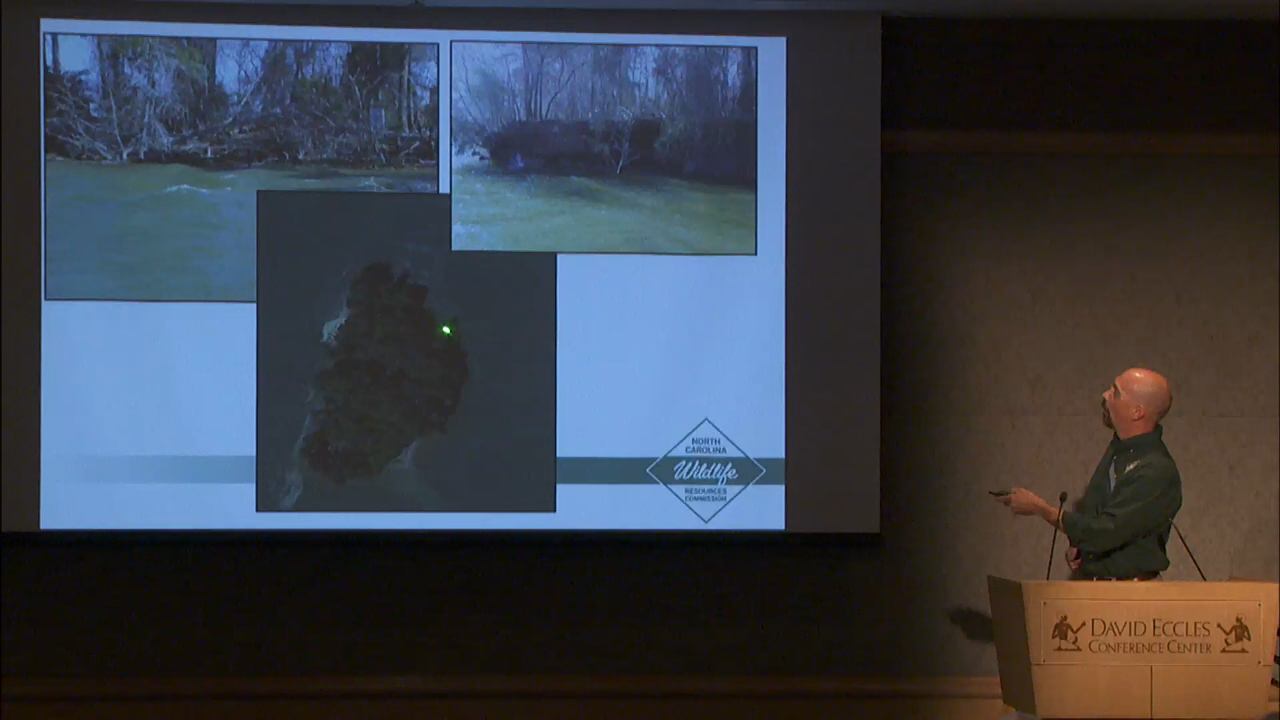 NORTH
CAROLINA
Wildlife
RESOURCES
COMMISSION
DAVID ECCLES
CONFERENCE CENTER